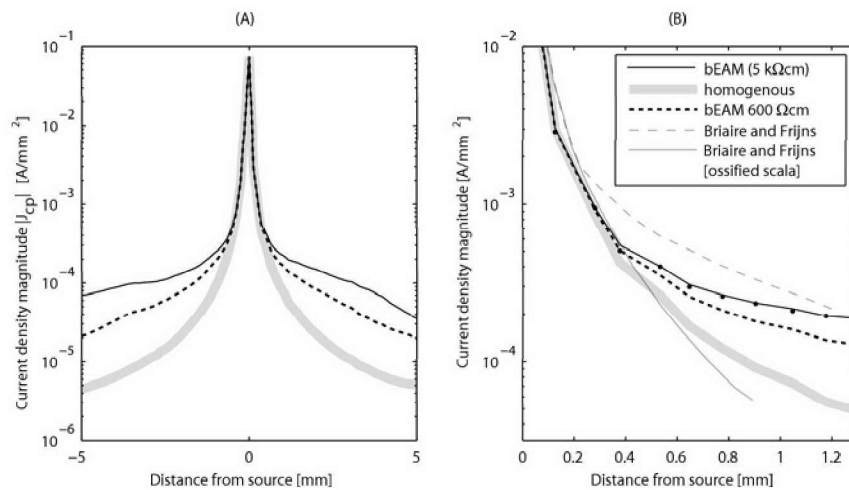 (A)
(B)
10⁻¹
10⁻²
10⁻³
10⁻⁴
10⁻⁵
10⁻⁶
Current density magnitude |J_cp| [A/mm⁻²]
-5
0
5
Distance from source [mm]
10⁻²
10⁻³
10⁻⁴
Current density magnitude [A/mm⁻²]
bEAM (5 kΩcm)
homogenous
bEAM 600 Ωcm
Briaire and Frijns
Briaire and Frijns
[ossified scala]
0
0.2
0.4
0.6
0.8
1
1.2
Distance from source [mm]